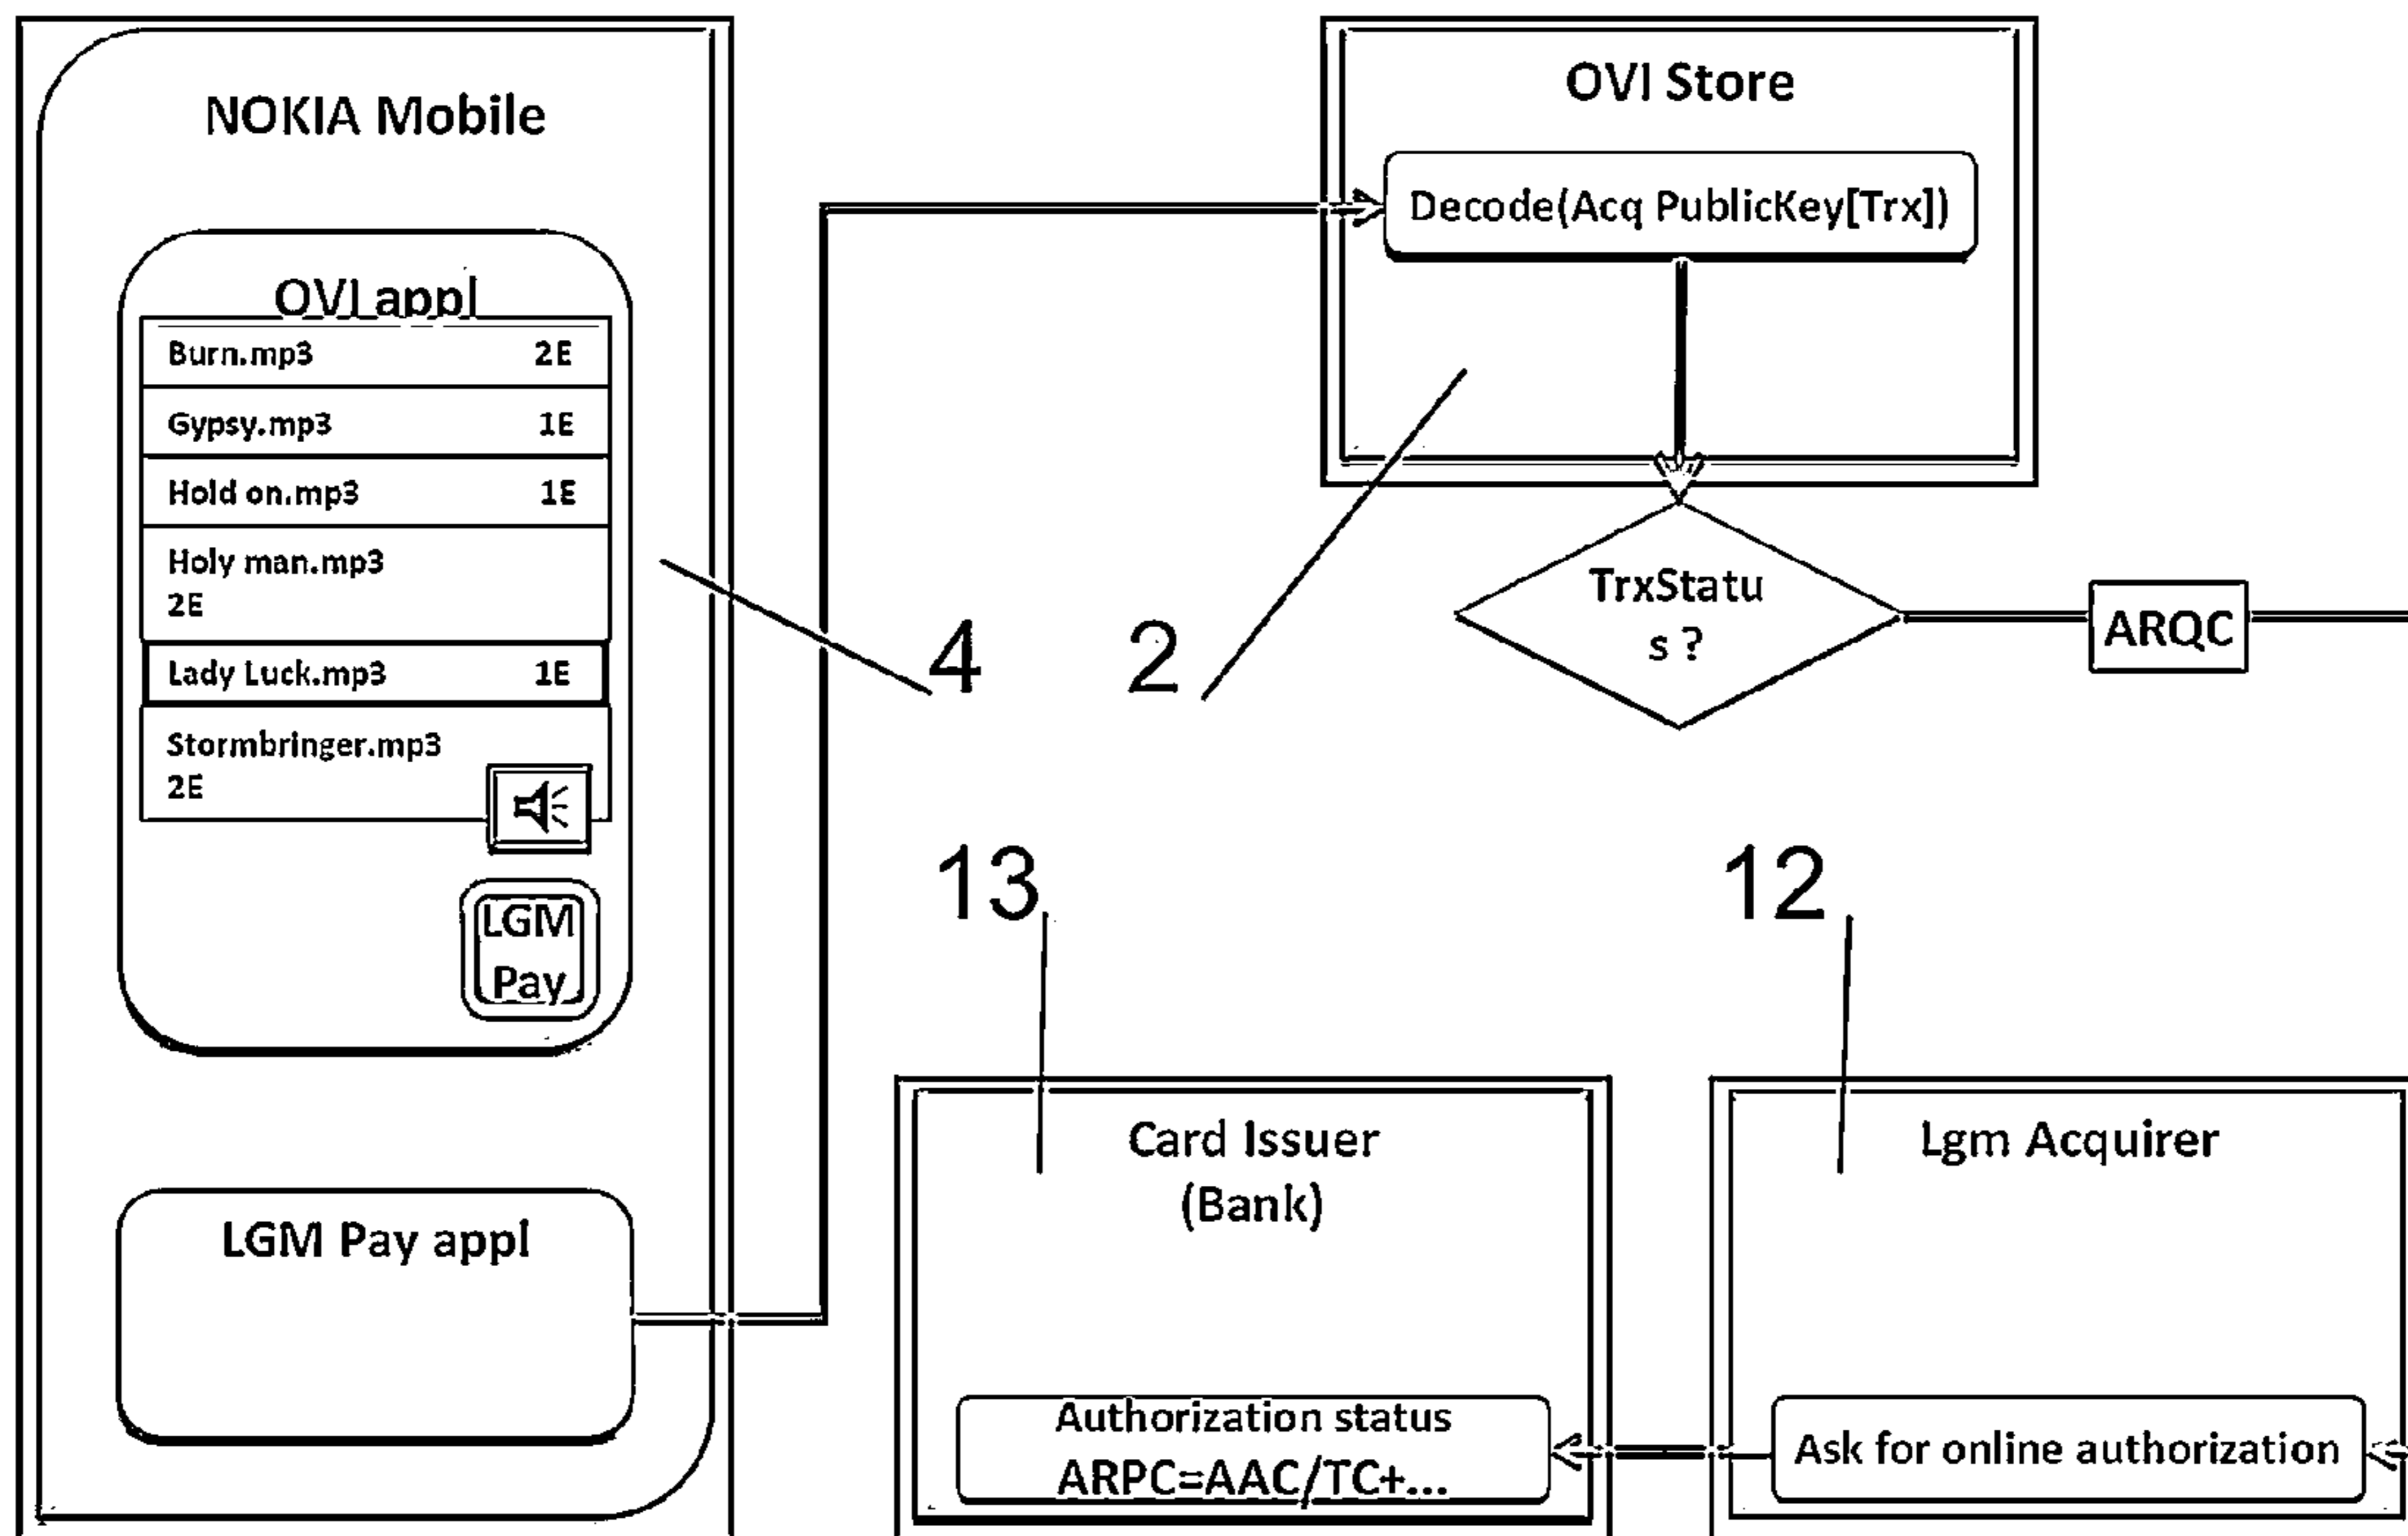 NOKIA Mobile
OVI appl
Burn.mp3 2E
Gypsy.mp3 1E
Hold on.mp3 1E
Holy man.mp3
2E
Lady Luck.mp3 1E
Stormbringer.mp3
2E
LGM
Pay
LGM Pay appl
4
2
OVI Store
Decode(Acq PublicKey[Trx])
TrxStatu
s ?
ARQC
13
12
Card Issuer
(Bank)
Authorization status
ARPC=AAC/TC+...
Lgm Acquirer
Ask for online authorization